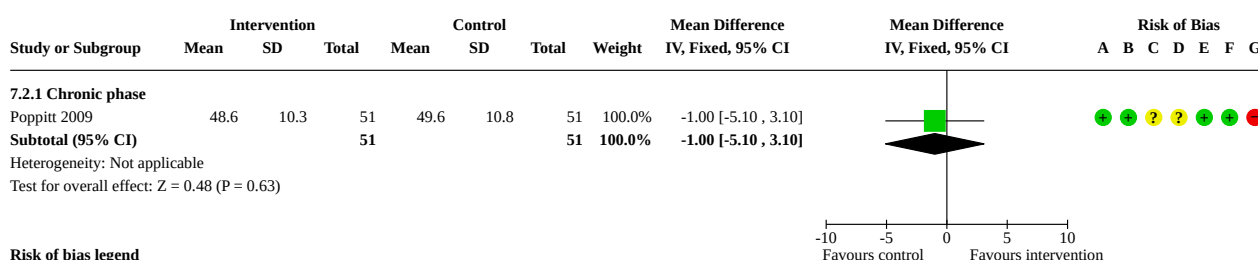 Intervention Control Mean Difference Mean Difference Risk of Bias
Study or Subgroup Mean SD Total Mean SD Total Weight IV, Fixed, 95% CI IV, Fixed, 95% CI A B C D E F G
7.2.1 Chronic phase
Poppitt 2009 48.6 10.3 51 49.6 10.8 51 100.0% -1.00 [-5.10 , 3.10] + + ? ? + + −
Subtotal (95% CI) 51 51 100.0% -1.00 [-5.10 , 3.10]
Heterogeneity: Not applicable
Test for overall effect: Z = 0.48 (P = 0.63)
-10 -5 0 5 10
Risk of bias legend Favours control Favours intervention